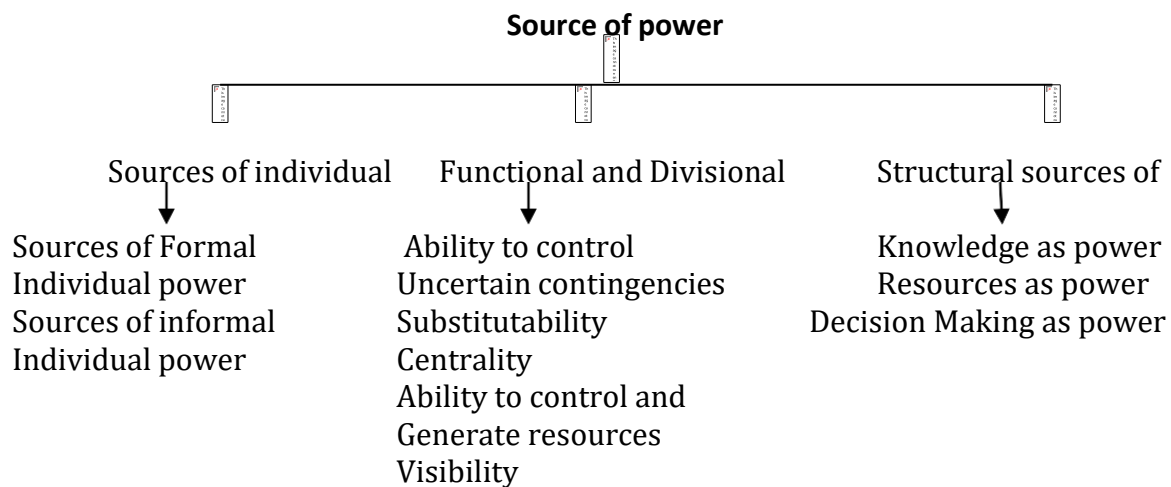 Source of power
Sources of individual
Functional and Divisional
Structural sources of
Sources of Formal
Individual power
Sources of informal
Individual power
Ability to control
Uncertain contingencies
Substitutability
Centrality
Ability to control and
Generate resources
Visibility
Knowledge as power
Resources as power
Decision Making as power